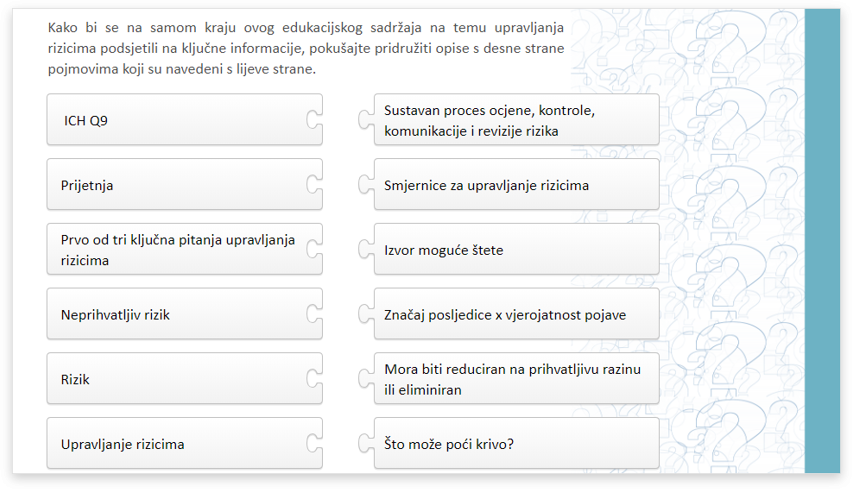 Kako bi se na samom kraju ovog edukacijskog sadržaja na temu upravljanja
rizicima podsjetili na ključne informacije, pokušajte pridružiti opise s desne strane
pojmovima koji su navedeni s lijeve strane.
ICH Q9
Sustavan proces ocjene, kontrole,
komunikacije i revizije rizika
Prijetnja
Smjernice za upravljanje rizicima
Prvo od tri ključna pitanja upravljanja
rizicima
Izvor moguće štete
Neprihvatljiv rizik
Značaj posljedice x vjerojatnost pojave
Rizik
Mora biti reduciran na prihvatljivu razinu
ili eliminiran
Upravljanje rizicima
Što može poći krivo?